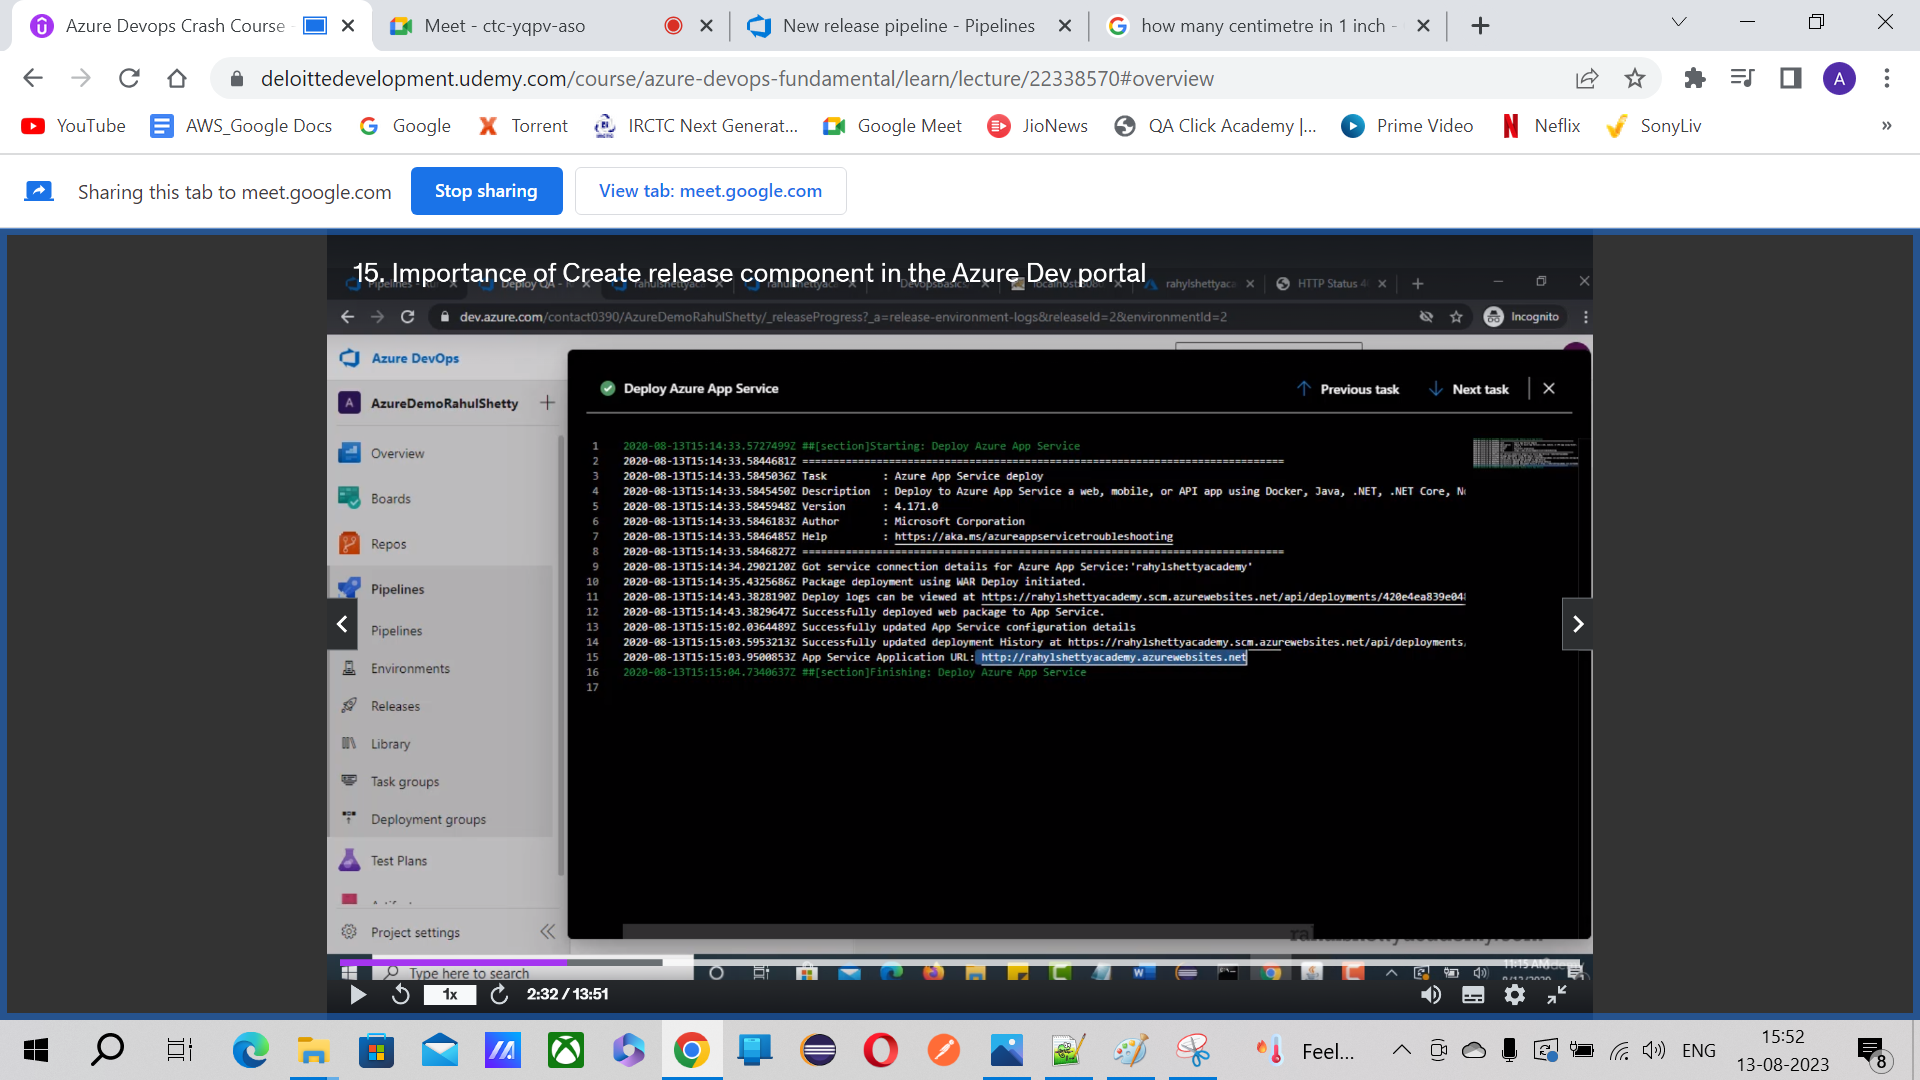 Azure Devops Crash Course
Meet - ctc-yqpv-aso
New release pipeline - Pipelines
how many centimetre in 1 inch -
deloittedevelopment.udemy.com/course/azure-devops-fundamental/learn/lecture/22338570#overview
A
YouTube
AWS_Google Docs
Google
Torrent
IRCTC Next Generat...
Google Meet
JioNews
QA Click Academy |...
Prime Video
Neflix
SonyLiv
»
Sharing this tab to meet.google.com
Stop sharing
View tab: meet.google.com
15. Importance of Create release component in the Azure Dev portal
HTTP Status 4
dev.azure.com/contact0390/AzureDemoRahulShetty/_releaseProgress?_a=release-environment-logs&releaseId=2&environmentId=2
Incognito
Azure DevOps
A
AzureDemoRahulShetty
Overview
Boards
Repos
Pipelines
Pipelines
Environments
Releases
Library
Task groups
Deployment groups
Test Plans
Project settings
Deploy Azure App Service
Previous task
Next task
1 2020-08-13T15:14:33.5727499Z ##[section]Starting: Deploy Azure App Service
2 2020-08-13T15:14:33.5844681Z ==============================================================================
3 2020-08-13T15:14:33.5845036Z Task : Azure App Service deploy
4 2020-08-13T15:14:33.5845450Z Description : Deploy to Azure App Service a web, mobile, or API app using Docker, Java, .NET, .NET Core, N
5 2020-08-13T15:14:33.5845948Z Version : 4.171.0
6 2020-08-13T15:14:33.5846183Z Author : Microsoft Corporation
7 2020-08-13T15:14:33.5846485Z Help : https://aka.ms/azureappservicetroubleshooting
8 2020-08-13T15:14:33.5846827Z ==============================================================================
9 2020-08-13T15:14:34.2902120Z Got service connection details for Azure App Service:'rahylshettyacademy'
10 2020-08-13T15:14:35.4325686Z Package deployment using WAR Deploy initiated.
11 2020-08-13T15:14:43.3828190Z Deploy logs can be viewed at https://rahylshettyacademy.scm.azurewebsites.net/api/deployments/420e4ea839e04
12 2020-08-13T15:14:43.3829647Z Successfully deployed web package to App Service.
13 2020-08-13T15:15:02.0364489Z Successfully updated App Service configuration details
14 2020-08-13T15:15:03.5953213Z Successfully updated deployment History at https://rahylshettyacademy.scm.azurewebsites.net/api/deployments
15 2020-08-13T15:15:03.9500853Z App Service Application URL: http://rahylshettyacademy.azurewebsites.net
16 2020-08-13T15:15:04.7340637Z ##[section]Finishing: Deploy Azure App Service
17
Type here to search
11:15 AM
1x
2:32 / 13:51
Feel...
ENG
15:52
13-08-2023
8